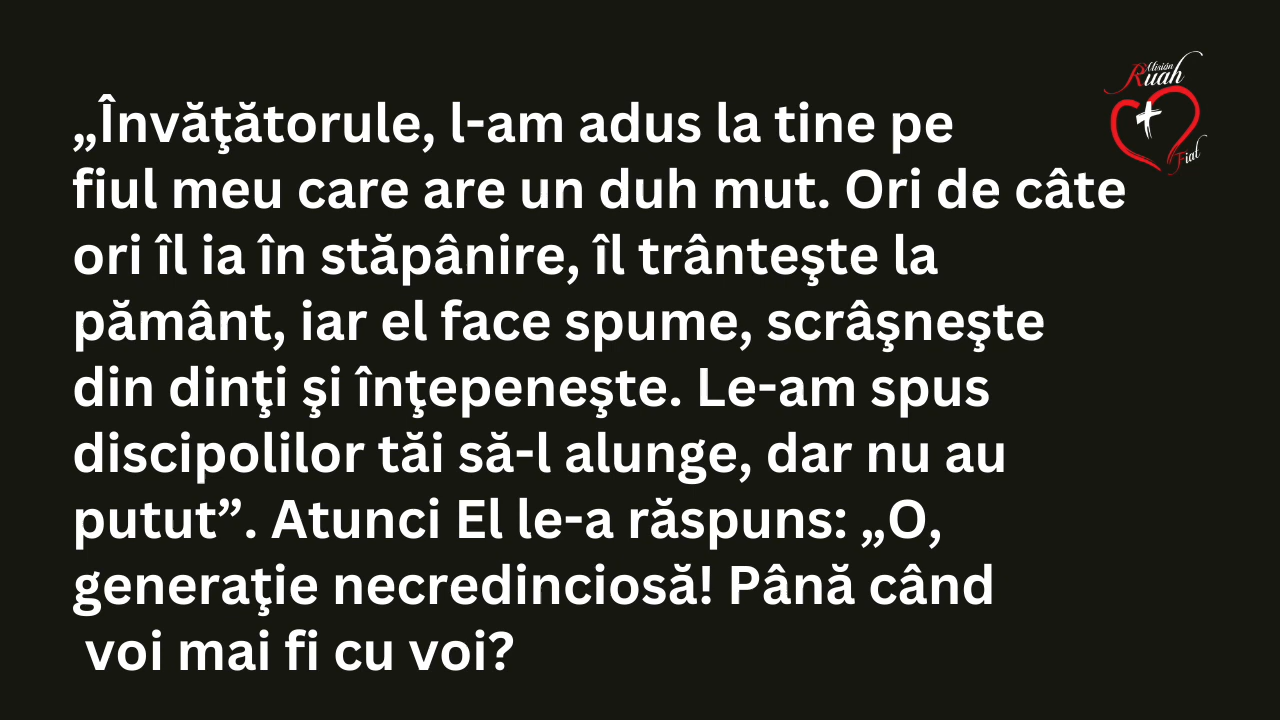 „Învăţătorule, l-am adus la tine pe
fiul meu care are un duh mut. Ori de câte
ori îl ia în stăpânire, îl trânteşte la
pământ, iar el face spume, scrâşneşte
din dinţi şi înţepeneşte. Le-am spus
discipolilor tăi să-l alunge, dar nu au
putut”. Atunci El le-a răspuns: „O,
generaţie necredinciosă! Până când
voi mai fi cu voi?
Misión
Ruah
Fiat